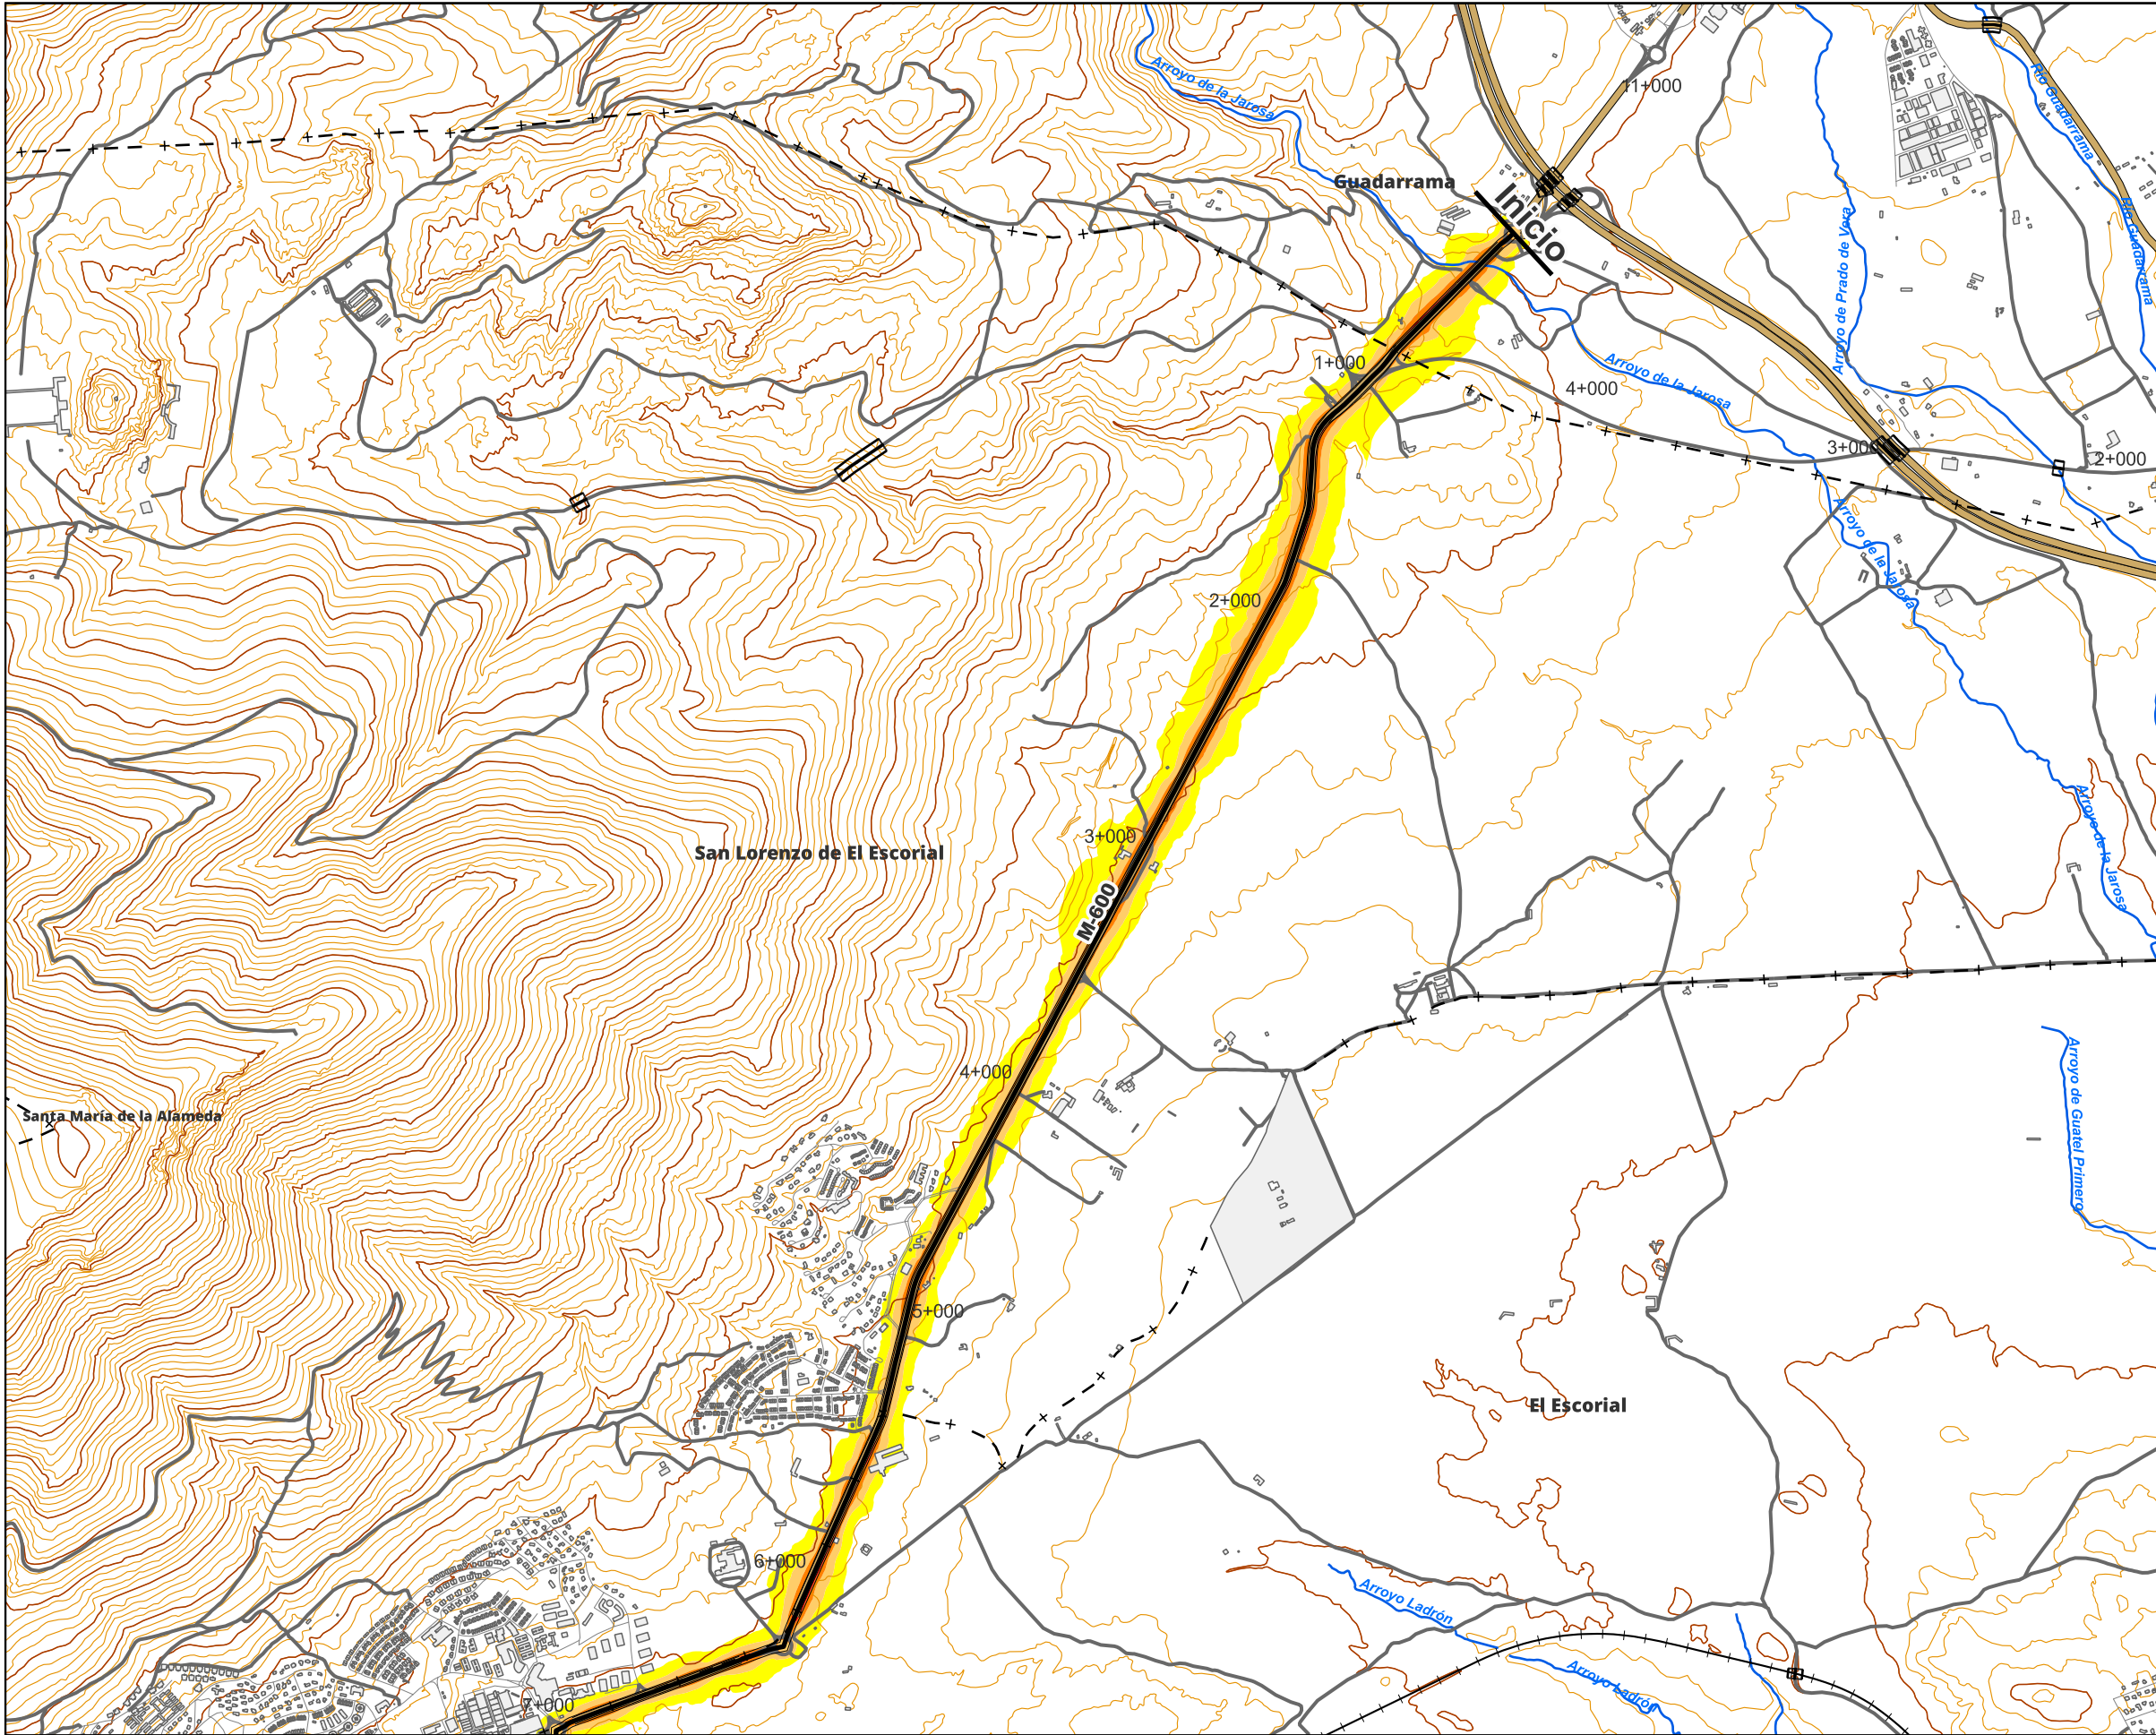 Arroyo de la Jarosa
11+000
Río Guadarrama
Guadarrama
Inicio
Río Guadarrama
Arroyo de Prado de Vera
1+000
4+000
Arroyo de la Jarosa
3+000
2+000
Arroyo de la Jarosa
2+000
3+000
San Lorenzo de El Escorial
Arroyo de la Jarosa
M-600
4+000
Santa María de la Alameda
Arroyo de Guatel Primero
5+000
El Escorial
6+000
Arroyo Ladrón
Arroyo Ladrón
7+000